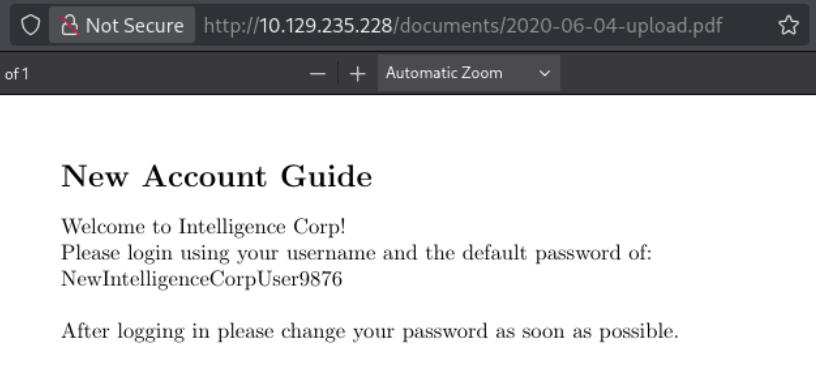 Not Secure http://10.129.235.228/documents/2020-06-04-upload.pdf
of 1 Automatic Zoom
New Account Guide
Welcome to Intelligence Corp!
Please login using your username and the default password of:
NewIntelligenceCorpUser9876
After logging in please change your password as soon as possible.